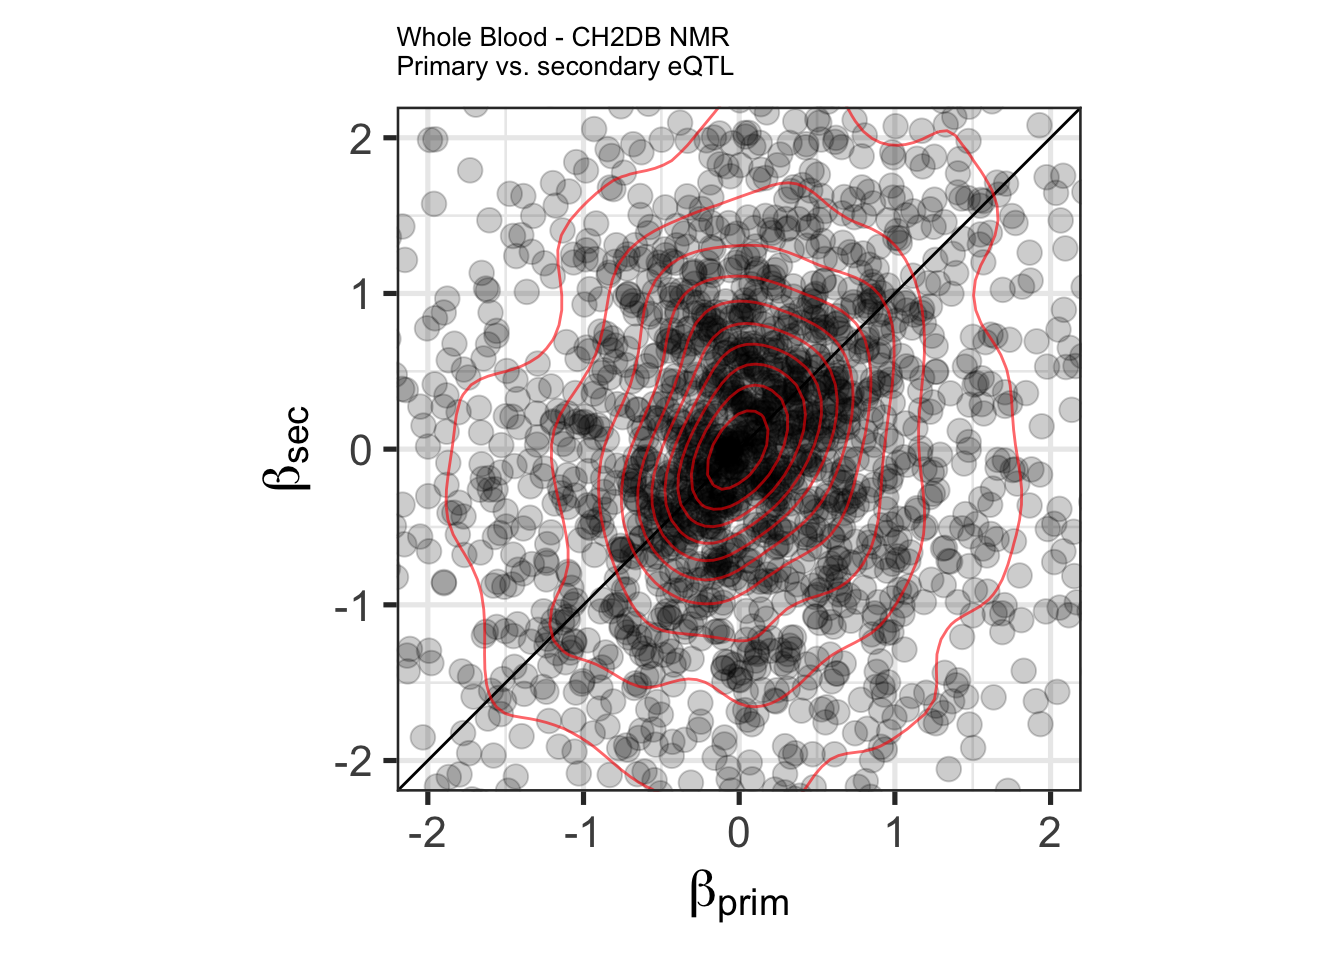 Whole Blood - CH2DB NMR
Primary vs. secondary eQTL
2
1
0
-1
-2
βsec
-2 -1 0 1 2
βprim